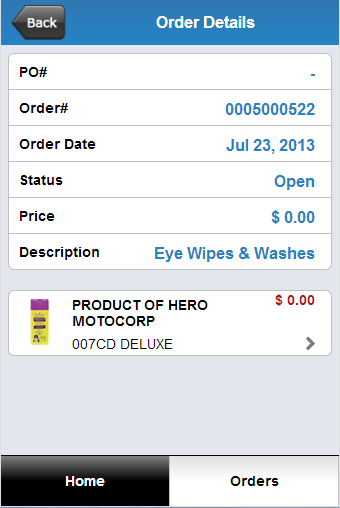 Back
Order Details
PO# -
Order# 0005000522
Order Date Jul 23, 2013
Status Open
Price $ 0.00
Description Eye Wipes & Washes
PRODUCT OF HERO $ 0.00
MOTOCORP
007CD DELUXE
Home Orders